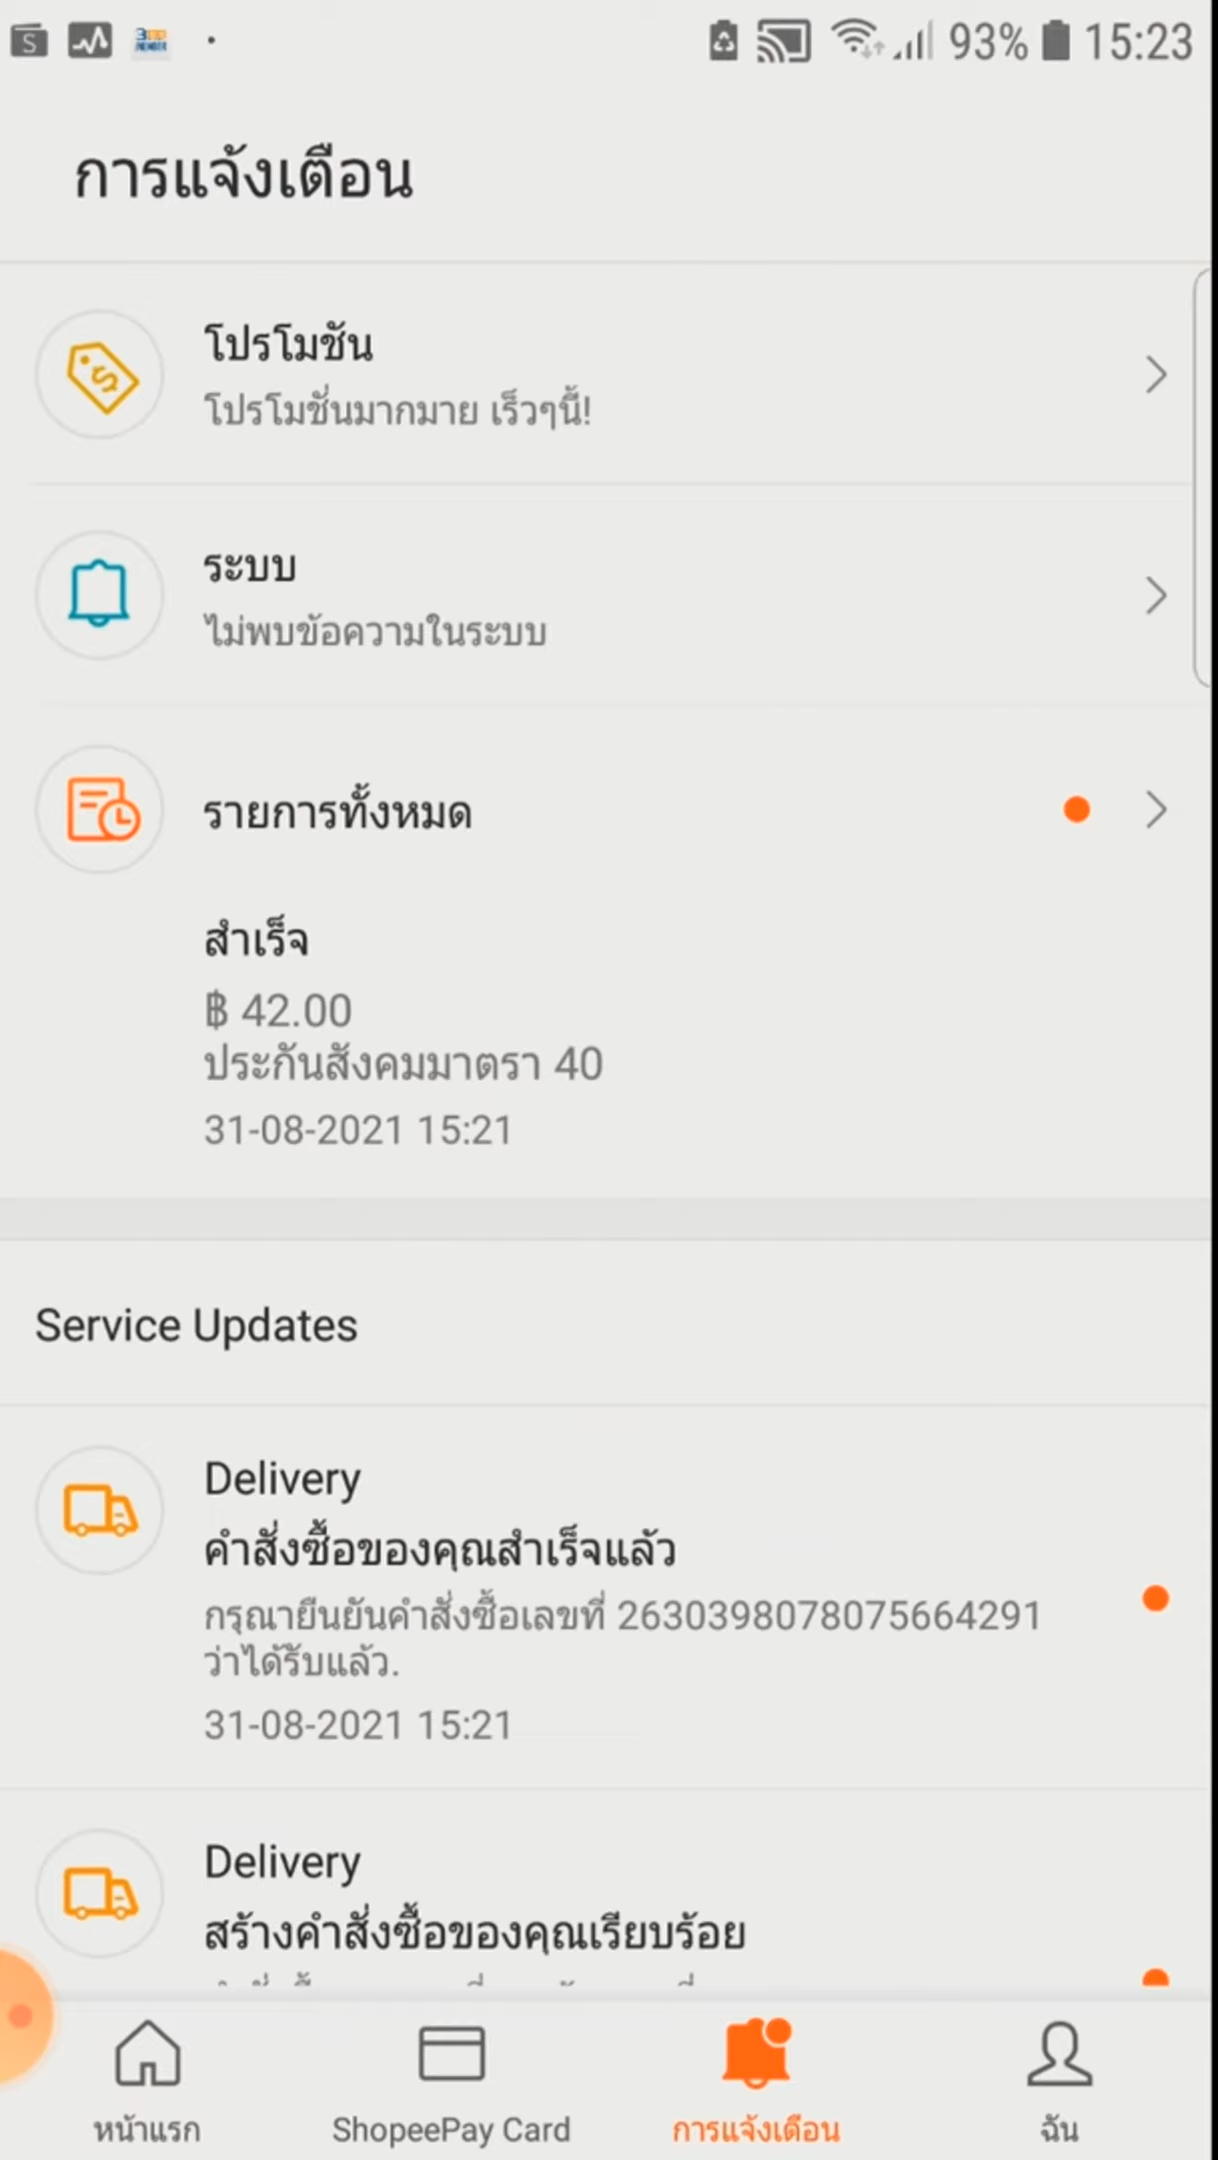 93% 15:23
การแจ้งเตือน
โปรโมชัน
โปรโมชั่นมากมาย เร็วๆนี้!
ระบบ
ไม่พบข้อความในระบบ
รายการทั้งหมด
สำเร็จ
฿ 42.00
ประกันสังคมมาตรา 40
31-08-2021 15:21
Service Updates
Delivery
คำสั่งซื้อของคุณสำเร็จแล้ว
กรุณายืนยันคำสั่งซื้อเลขที่ 2630398078075664291
ว่าได้รับแล้ว.
31-08-2021 15:21
Delivery
สร้างคำสั่งซื้อของคุณเรียบร้อย
หน้าแรก
ShopeePay Card
การแจ้งเตือน
ฉัน